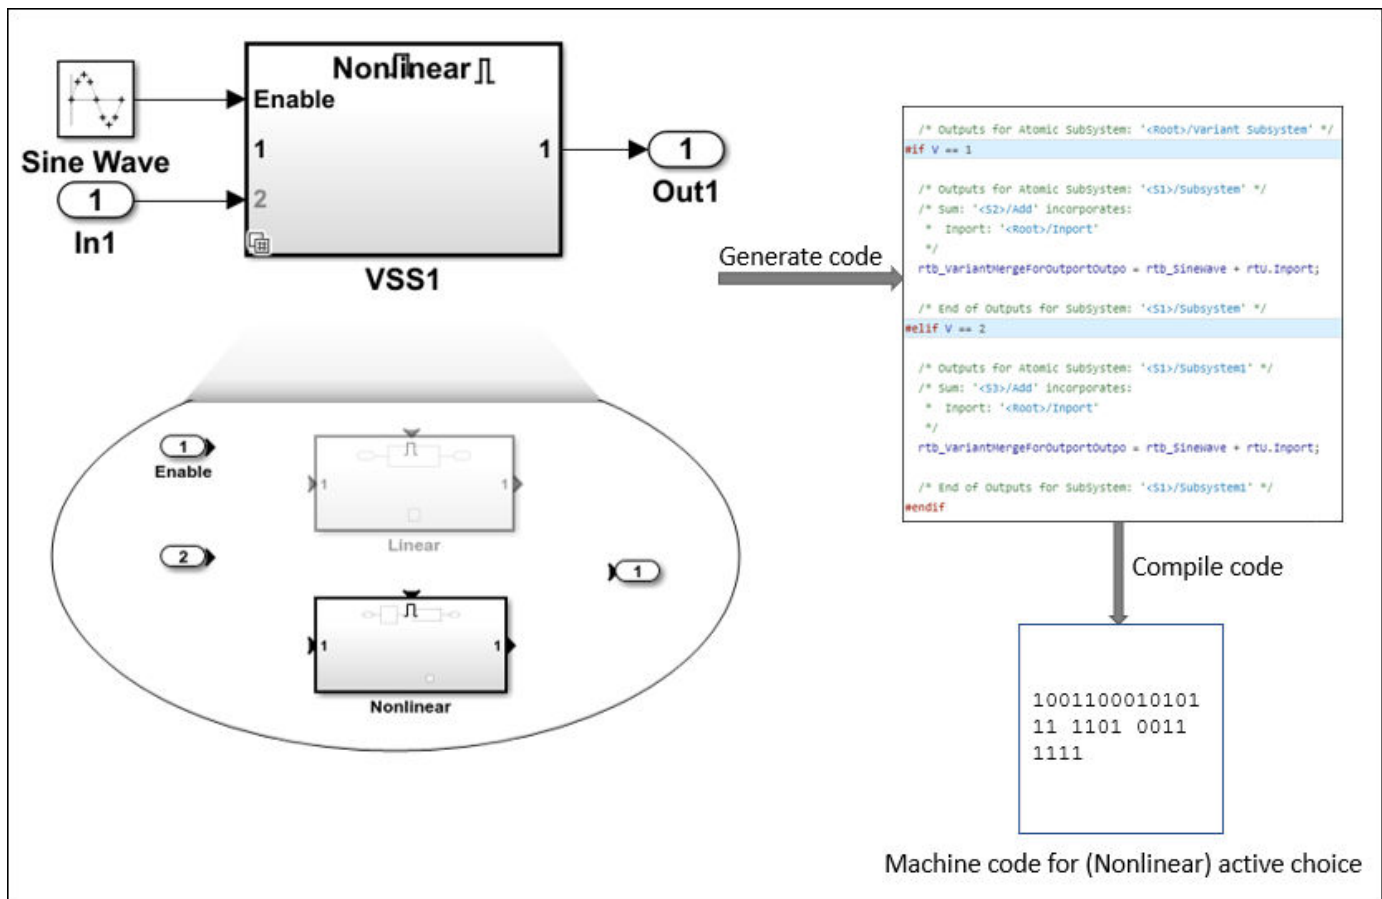 Nonlinear
Enable
1
1
2
Sine Wave
1
In1
1
Out1
VSS1
Generate code
/* Outputs for Atomic SubSystem: '<Root>/Variant Subsystem' */
#if V == 1
/* Outputs for Atomic SubSystem: '<S1>/Subsystem' */
/* Sum: '<S2>/Add' incorporates:
* Inport: '<Root>/Inport'
*/
rtb_VariantMergeForOutportOutpo = rtb_SineWave + rtU.Inport;
/* End of Outputs for SubSystem: '<S1>/Subsystem' */
#elif V == 2
/* Outputs for Atomic SubSystem: '<S1>/Subsystem1' */
/* Sum: '<S3>/Add' incorporates:
* Inport: '<Root>/Inport'
*/
rtb_VariantMergeForOutportOutpo = rtb_SineWave + rtU.Inport;
/* End of Outputs for SubSystem: '<S1>/Subsystem1' */
#endif
1
Enable
1
1
Linear
2
1
1
1
Nonlinear
Compile code
1001100010101
11 1101 0011
1111
Machine code for (Nonlinear) active choice